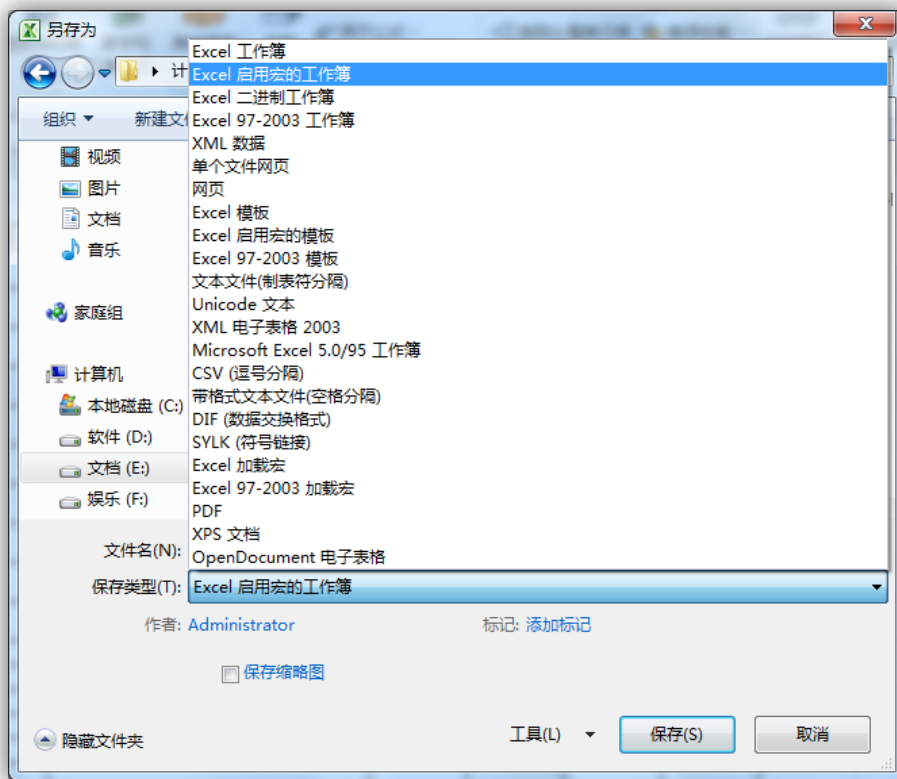 另存为
计
组织
新建文
视频
图片
文档
音乐
家庭组
计算机
本地磁盘 (C:)
软件 (D:)
文档 (E:)
娱乐 (F:)
Excel 工作簿
Excel 启用宏的工作簿
Excel 二进制工作簿
Excel 97-2003 工作簿
XML 数据
单个文件网页
网页
Excel 模板
Excel 启用宏的模板
Excel 97-2003 模板
文本文件(制表符分隔)
Unicode 文本
XML 电子表格 2003
Microsoft Excel 5.0/95 工作簿
CSV (逗号分隔)
带格式文本文件(空格分隔)
DIF (数据交换格式)
SYLK (符号链接)
Excel 加载宏
Excel 97-2003 加载宏
PDF
XPS 文档
OpenDocument 电子表格
文件名(N):
保存类型(T): Excel 启用宏的工作簿
作者: Administrator 标记: 添加标记
保存缩略图
隐藏文件夹 工具(L) 保存(S) 取消